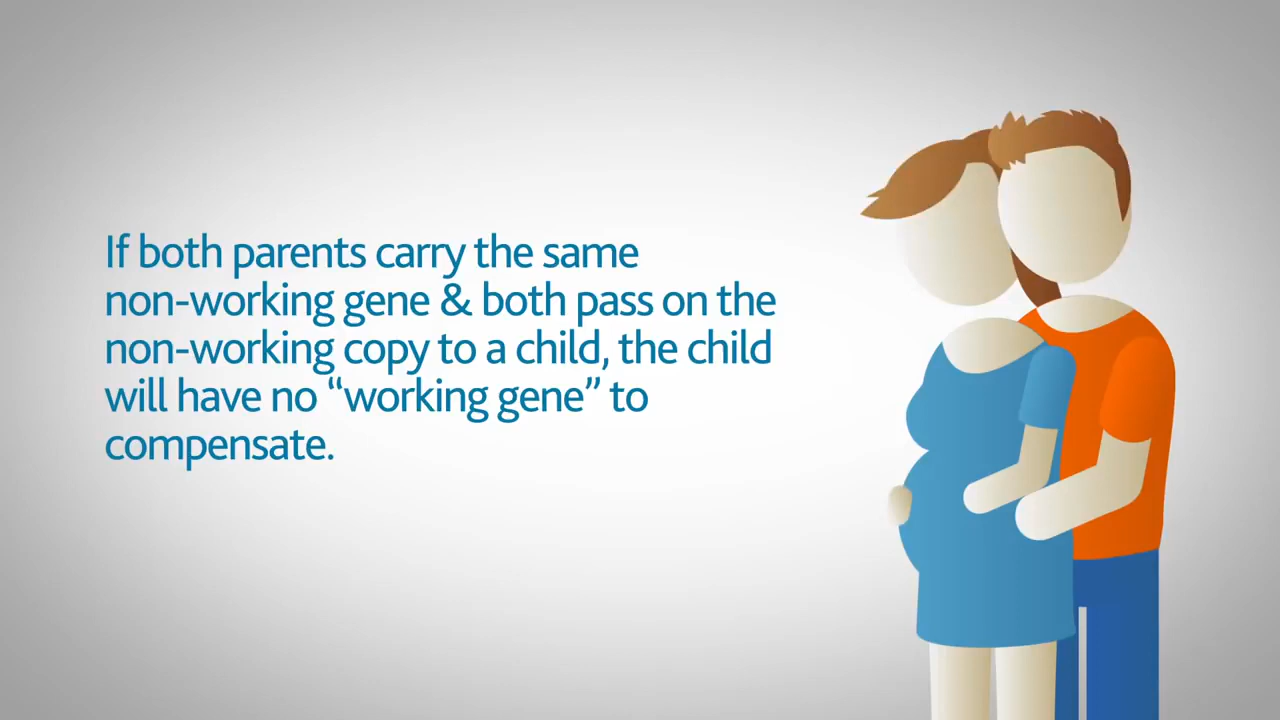 If both parents carry the same
non-working gene & both pass on the
non-working copy to a child, the child
will have no “working gene” to
compensate.